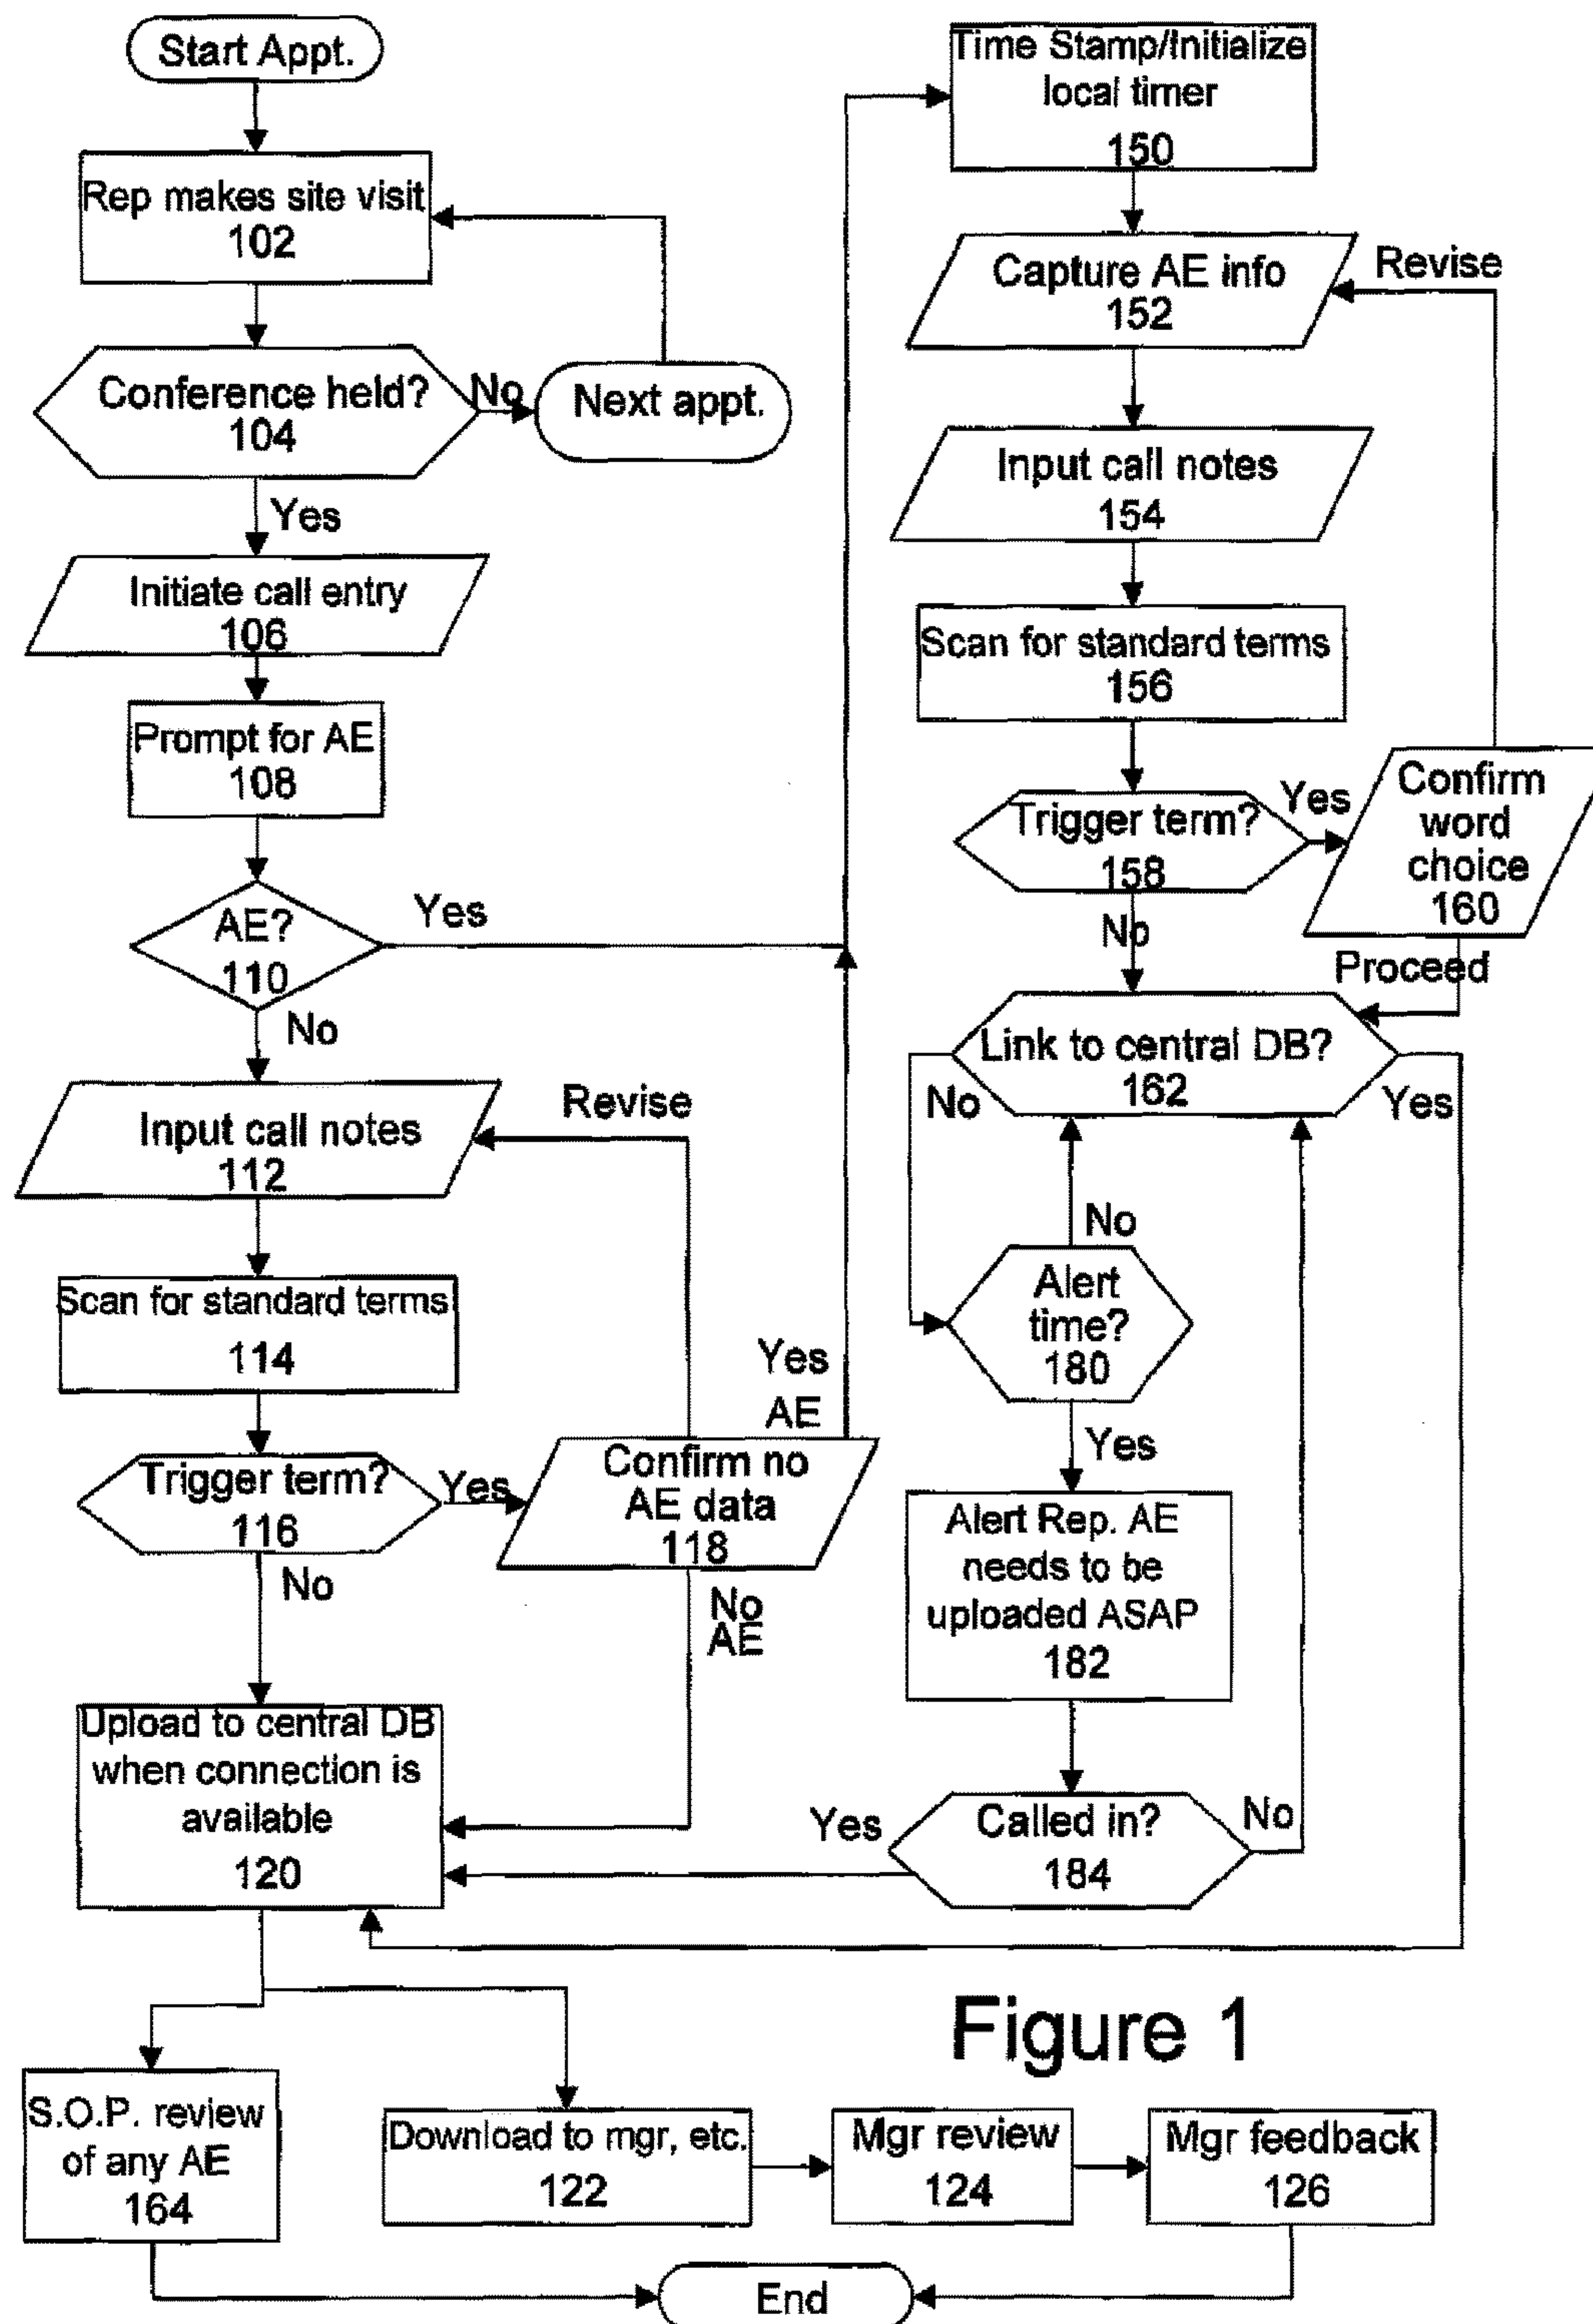 Start Appt.
Rep makes site visit
102
Conference held?
104
No
Next appt.
Yes
Initiate call entry
106
Prompt for AE
108
AE?
110
Yes
No
Input call notes
112
Revise
Scan for standard terms
114
Trigger term?
116
Yes
No
Confirm no
AE data
118
Yes
AE
No
AE
Upload to central DB
when connection is
available
120
Time Stamp/Initialize
local timer
150
Capture AE info
152
Revise
Input call notes
154
Scan for standard terms
156
Trigger term?
158
Yes
No
Confirm
word
choice
160
Proceed
Link to central DB?
162
No
Yes
No
Alert
time?
180
Yes
Alert Rep. AE
needs to be
uploaded ASAP
182
Called in?
184
Yes
No
Figure 1
S.O.P. review
of any AE
164
Download to mgr, etc.
122
Mgr review
124
Mgr feedback
126
End